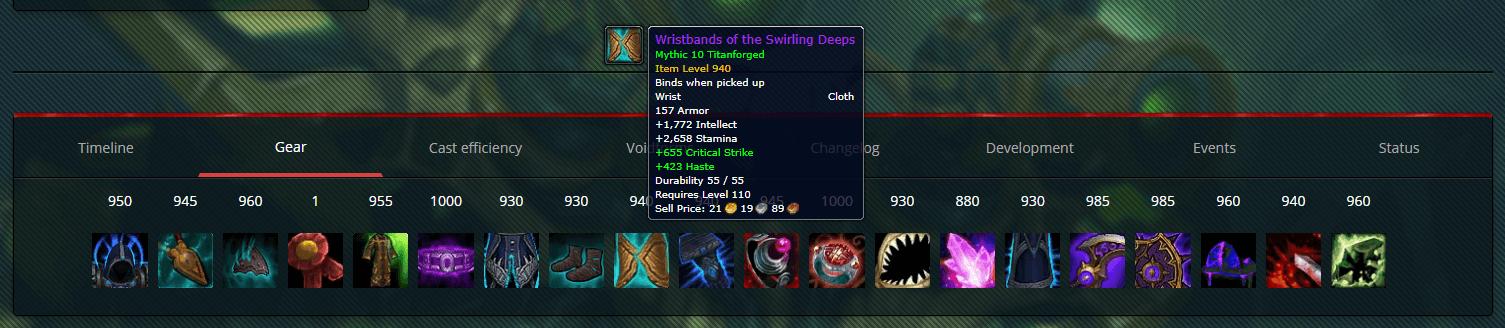 Wristbands of the Swirling Deeps
Mythic 10 Titanforged
Item Level 940
Binds when picked up
Wrist Cloth
157 Armor
+1,772 Intellect
+2,658 Stamina
+655 Critical Strike
+423 Haste
Durability 55 / 55
Requires Level 110
Sell Price: 21 19 89
Timeline Gear Cast efficiency Void Changelog Development Events Status
950 945 960 1 955 1000 930 930 940 945 1000 930 880 930 985 985 960 940 960